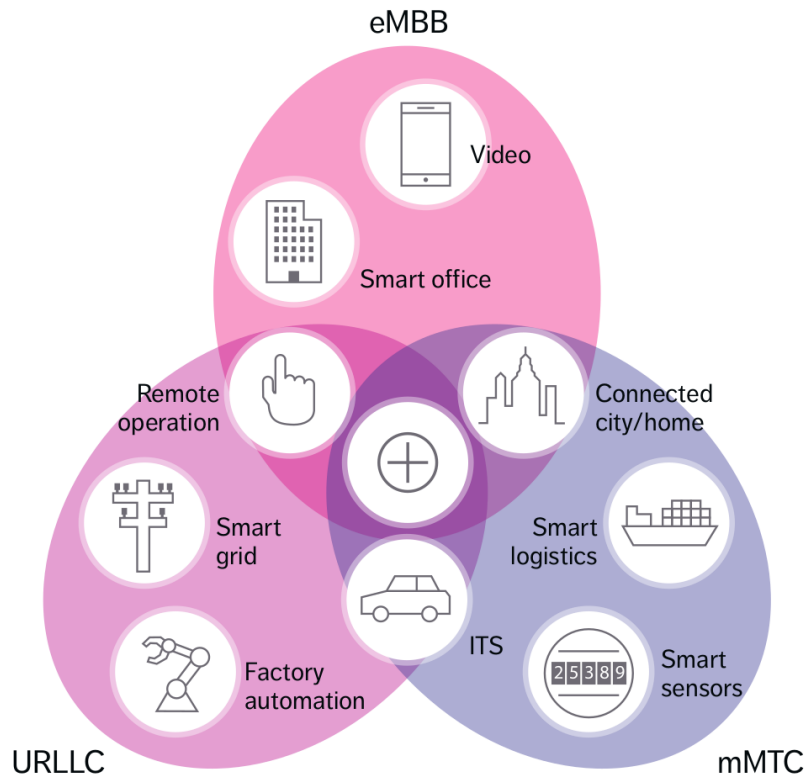 eMBB
Video
Smart office
Remote
operation
Connected
city/home
Smart
grid
Smart
logistics
ITS
Factory
automation
25389
Smart
sensors
URLLC
mMTC